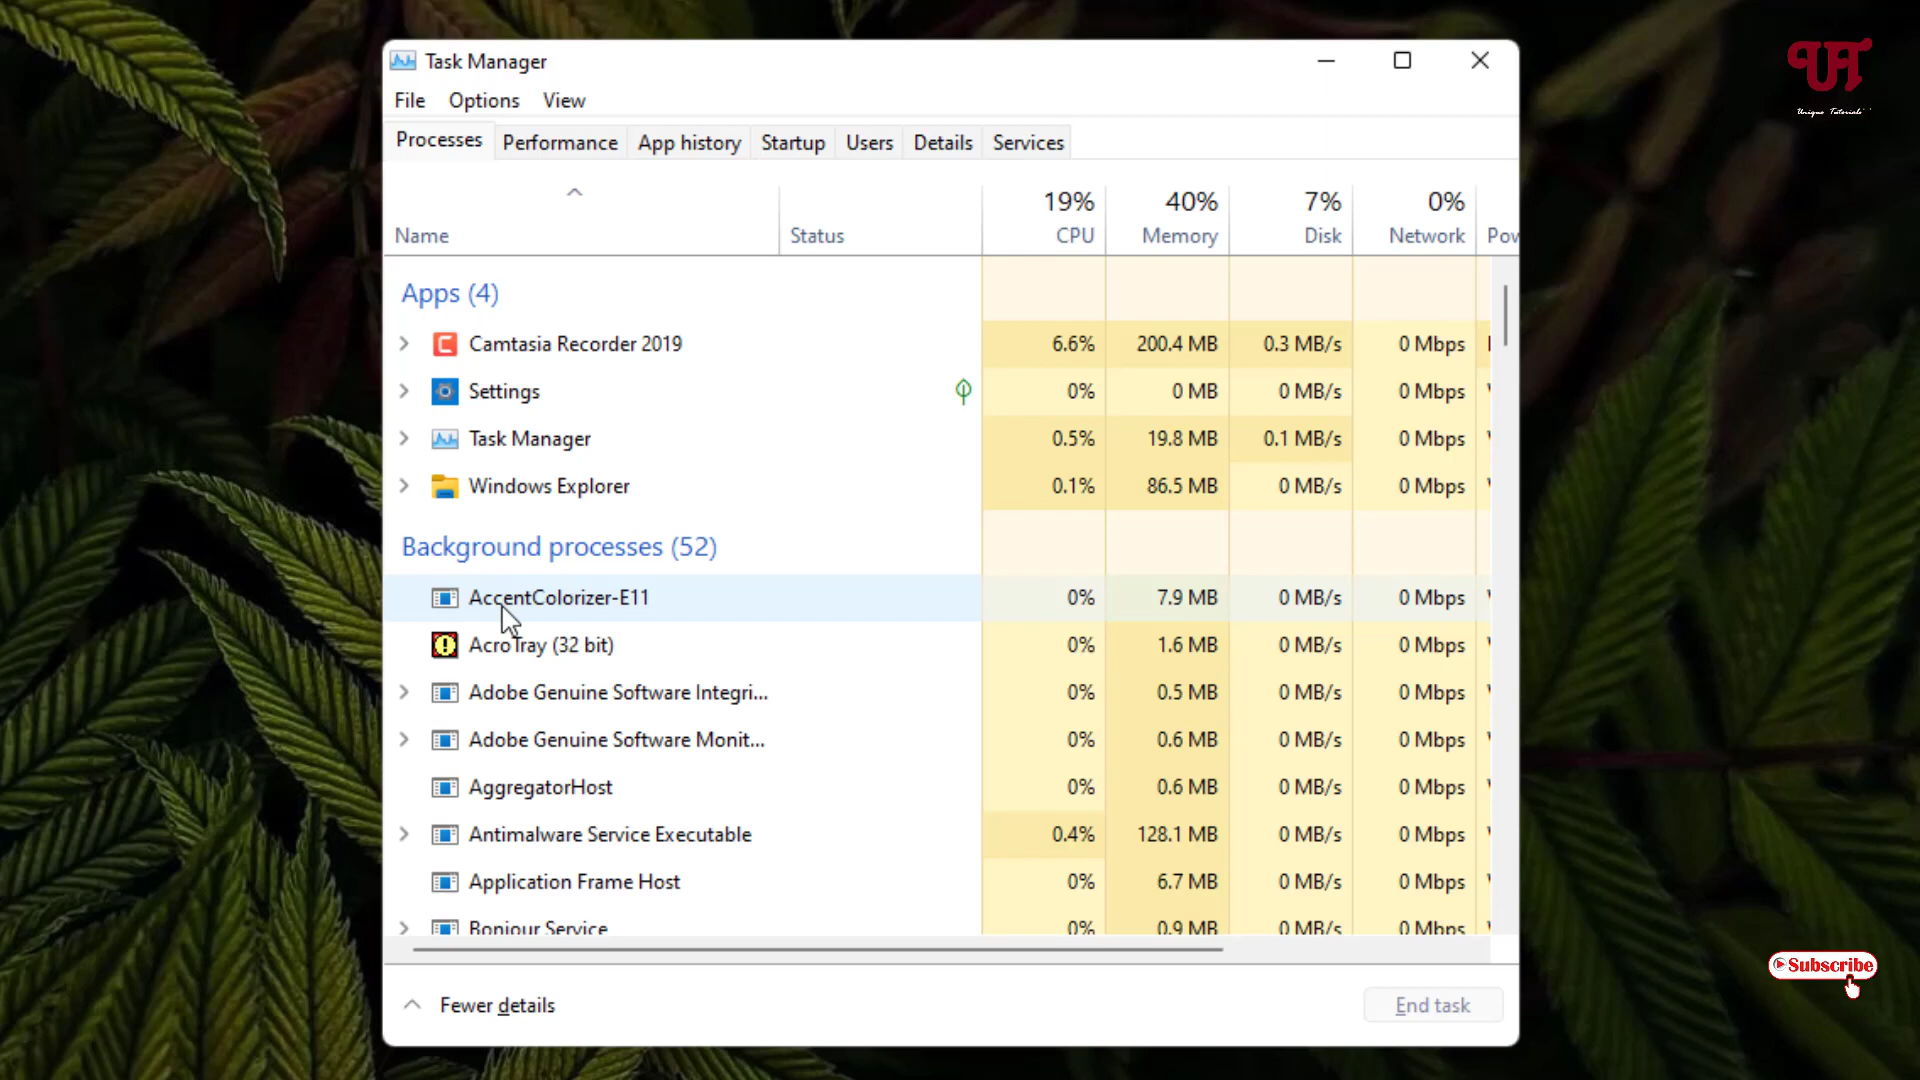 Task Manager
File Options View
Processes Performance App history Startup Users Details Services
19% 40% 7% 0%
Name Status CPU Memory Disk Network Pow
Apps (4)
Camtasia Recorder 2019 6.6% 200.4 MB 0.3 MB/s 0 Mbps
Settings 0% 0 MB 0 MB/s 0 Mbps
Task Manager 0.5% 19.8 MB 0.1 MB/s 0 Mbps
Windows Explorer 0.1% 86.5 MB 0 MB/s 0 Mbps
Background processes (52)
AccentColorizer-E11 0% 7.9 MB 0 MB/s 0 Mbps
AcroTray (32 bit) 0% 1.6 MB 0 MB/s 0 Mbps
Adobe Genuine Software Integri... 0% 0.5 MB 0 MB/s 0 Mbps
Adobe Genuine Software Monit... 0% 0.6 MB 0 MB/s 0 Mbps
AggregatorHost 0% 0.6 MB 0 MB/s 0 Mbps
Antimalware Service Executable 0.4% 128.1 MB 0 MB/s 0 Mbps
Application Frame Host 0% 6.7 MB 0 MB/s 0 Mbps
Bonjour Service 0% 0.9 MB 0 MB/s 0 Mbps
Fewer details End task
UT
Unique Tutorials
Subscribe